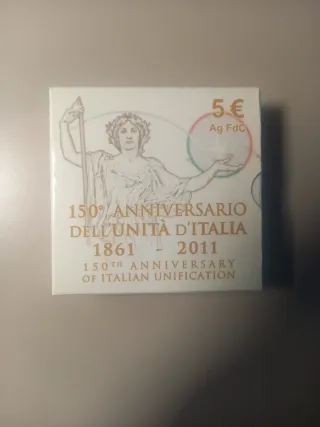 5 €
Ag FdC
150° ANNIVERSARIO
DELL'UNITÀ D'ITALIA
1861 - 2011
150TH ANNIVERSARY
OF ITALIAN UNIFICATION